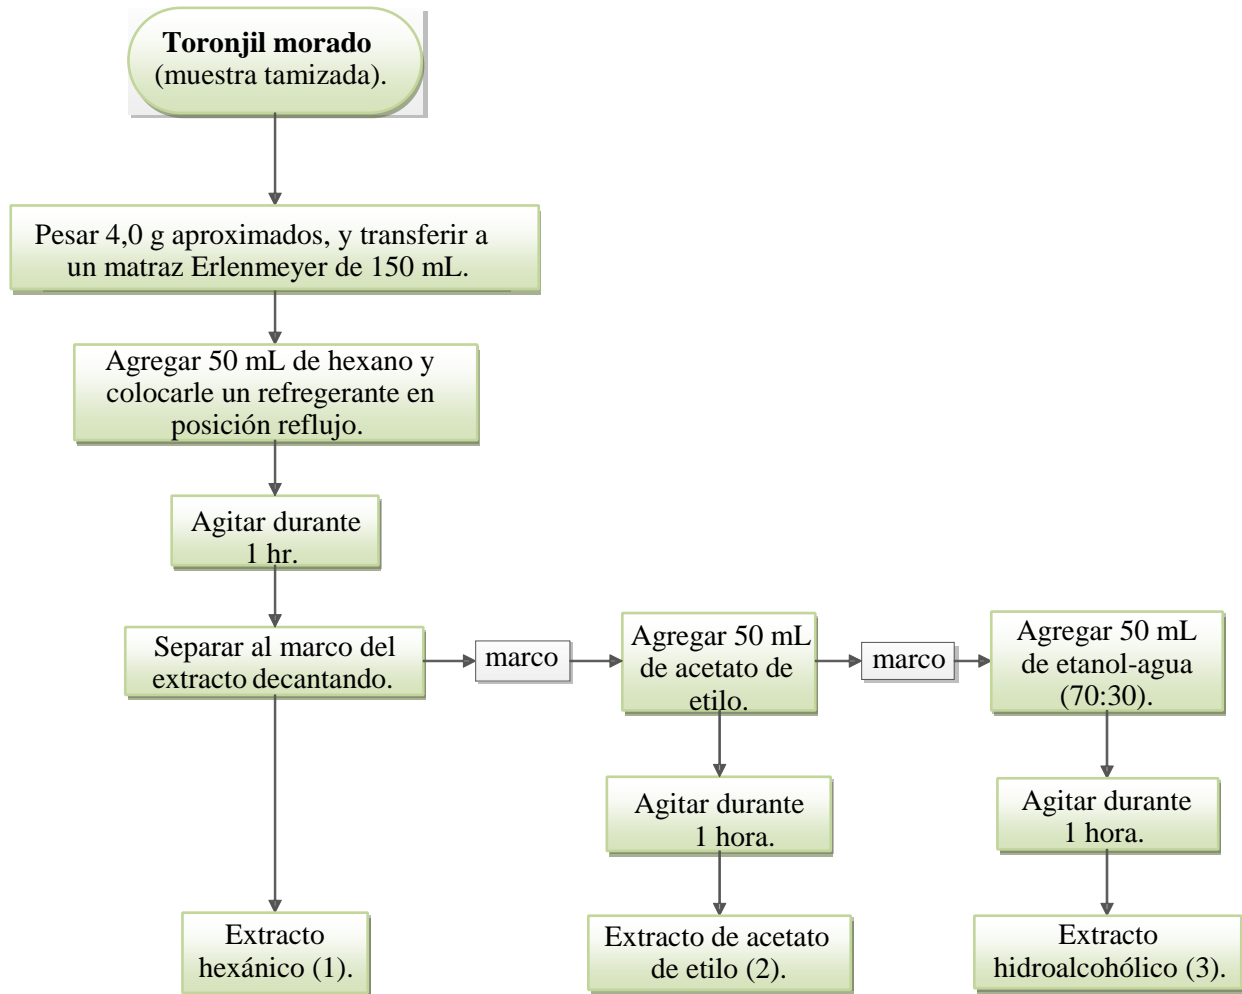 Toronjil morado
(muestra tamizada).
Pesar 4,0 g aproximados, y transferir a
un matraz Erlenmeyer de 150 mL.
Agregar 50 mL de hexano y
colocarle un refregerante en
posición reflujo.
Agitar durante
1 hr.
Separar al marco del
extracto decantando.
marco
Agregar 50 mL
de acetato de
etilo.
marco
Agregar 50 mL
de etanol-agua
(70:30).
Agitar durante
1 hora.
Agitar durante
1 hora.
Extracto
hexánico (1).
Extracto de acetato
de etilo (2).
Extracto
hidroalcohólico (3).